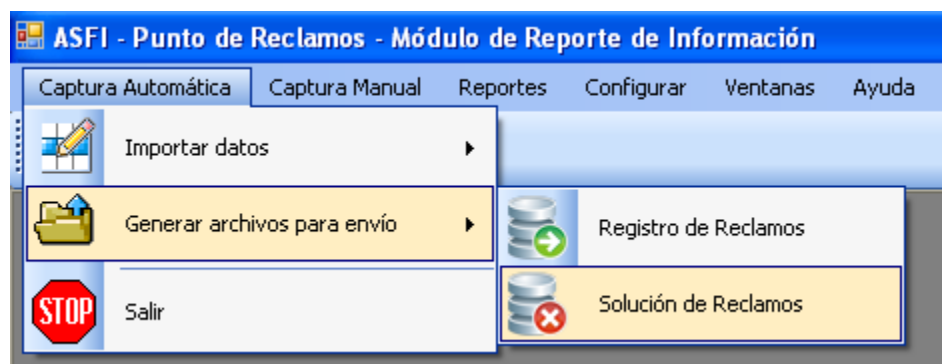 ASFI - Punto de Reclamos - Módulo de Reporte de Información
Captura Automática Captura Manual Reportes Configurar Ventanas Ayuda
Importar datos
Generar archivos para envío
Registro de Reclamos
STOP Salir
Solución de Reclamos